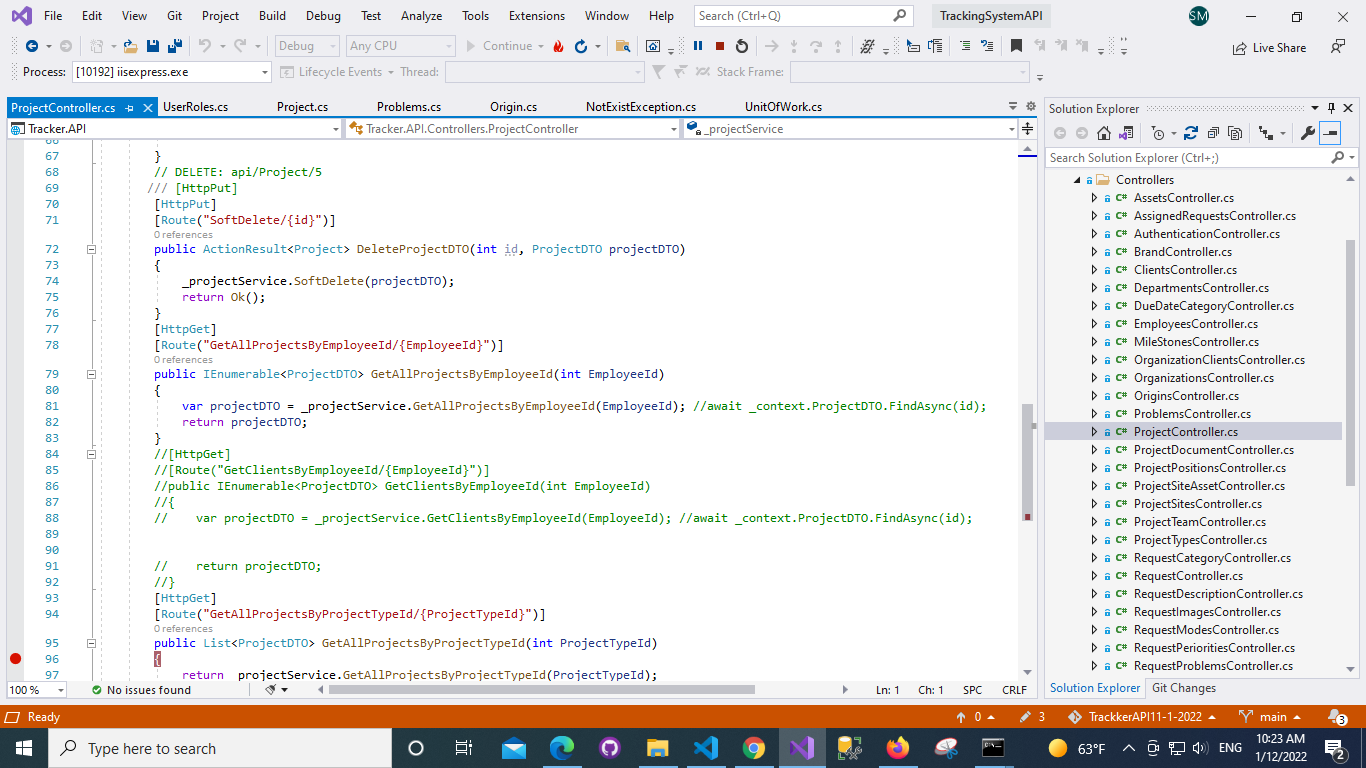 File Edit View Git Project Build Debug Test Analyze Tools Extensions Window Help Search (Ctrl+Q) TrackingSystemAPI SM
Debug Any CPU Continue Live Share
Process: [10192] iisexpress.exe Lifecycle Events Thread: Stack Frame:
ProjectController.cs UserRoles.cs Project.cs Problems.cs Origin.cs NotExistException.cs UnitOfWork.cs
Tracker.API Tracker.API.Controllers.ProjectController _projectService
66
67 }
68 // DELETE: api/Project/5
69 /// [HttpPut]
70 [HttpPut]
71 [Route("SoftDelete/{id}")]
0 references
72 public ActionResult<Project> DeleteProjectDTO(int id, ProjectDTO projectDTO)
73 {
74 _projectService.SoftDelete(projectDTO);
75 return Ok();
76 }
77 [HttpGet]
78 [Route("GetAllProjectsByEmployeeId/{EmployeeId}")]
0 references
79 public IEnumerable<ProjectDTO> GetAllProjectsByEmployeeId(int EmployeeId)
80 {
81 var projectDTO = _projectService.GetAllProjectsByEmployeeId(EmployeeId); //await _context.ProjectDTO.FindAsync(id);
82 return projectDTO;
83 }
84 //[HttpGet]
85 //[Route("GetClientsByEmployeeId/{EmployeeId}")]
86 //public IEnumerable<ProjectDTO> GetClientsByEmployeeId(int EmployeeId)
87 //{
88 // var projectDTO = _projectService.GetClientsByEmployeeId(EmployeeId); //await _context.ProjectDTO.FindAsync(id);
89
90
91 // return projectDTO;
92 //}
93 [HttpGet]
94 [Route("GetAllProjectsByProjectTypeId/{ProjectTypeId}")]
0 references
95 public List<ProjectDTO> GetAllProjectsByProjectTypeId(int ProjectTypeId)
96 {
97 return _projectService.GetAllProjectsByProjectTypeId(ProjectTypeId);
100 % No issues found Ln: 1 Ch: 1 SPC CRLF
Solution Explorer
Search Solution Explorer (Ctrl+;)
Controllers
C# AssetsController.cs
C# AssignedRequestsController.cs
C# AuthenticationController.cs
C# BrandController.cs
C# ClientsController.cs
C# DepartmentsController.cs
C# DueDateCategoryController.cs
C# EmployeesController.cs
C# MileStonesController.cs
C# OrganizationClientsController.cs
C# OrganizationsController.cs
C# OriginsController.cs
C# ProblemsController.cs
C# ProjectController.cs
C# ProjectDocumentController.cs
C# ProjectPositionsController.cs
C# ProjectSiteAssetController.cs
C# ProjectSitesController.cs
C# ProjectTeamController.cs
C# ProjectTypesController.cs
C# RequestCategoryController.cs
C# RequestController.cs
C# RequestDescriptionController.cs
C# RequestImagesController.cs
C# RequestModesController.cs
C# RequestPerioritiesController.cs
C# RequestProblemsController.cs
Solution Explorer Git Changes
Ready 0 3 TrackkerAPI11-1-2022 main 3
Type here to search 63°F ENG 10:23 AM
1/12/2022 2